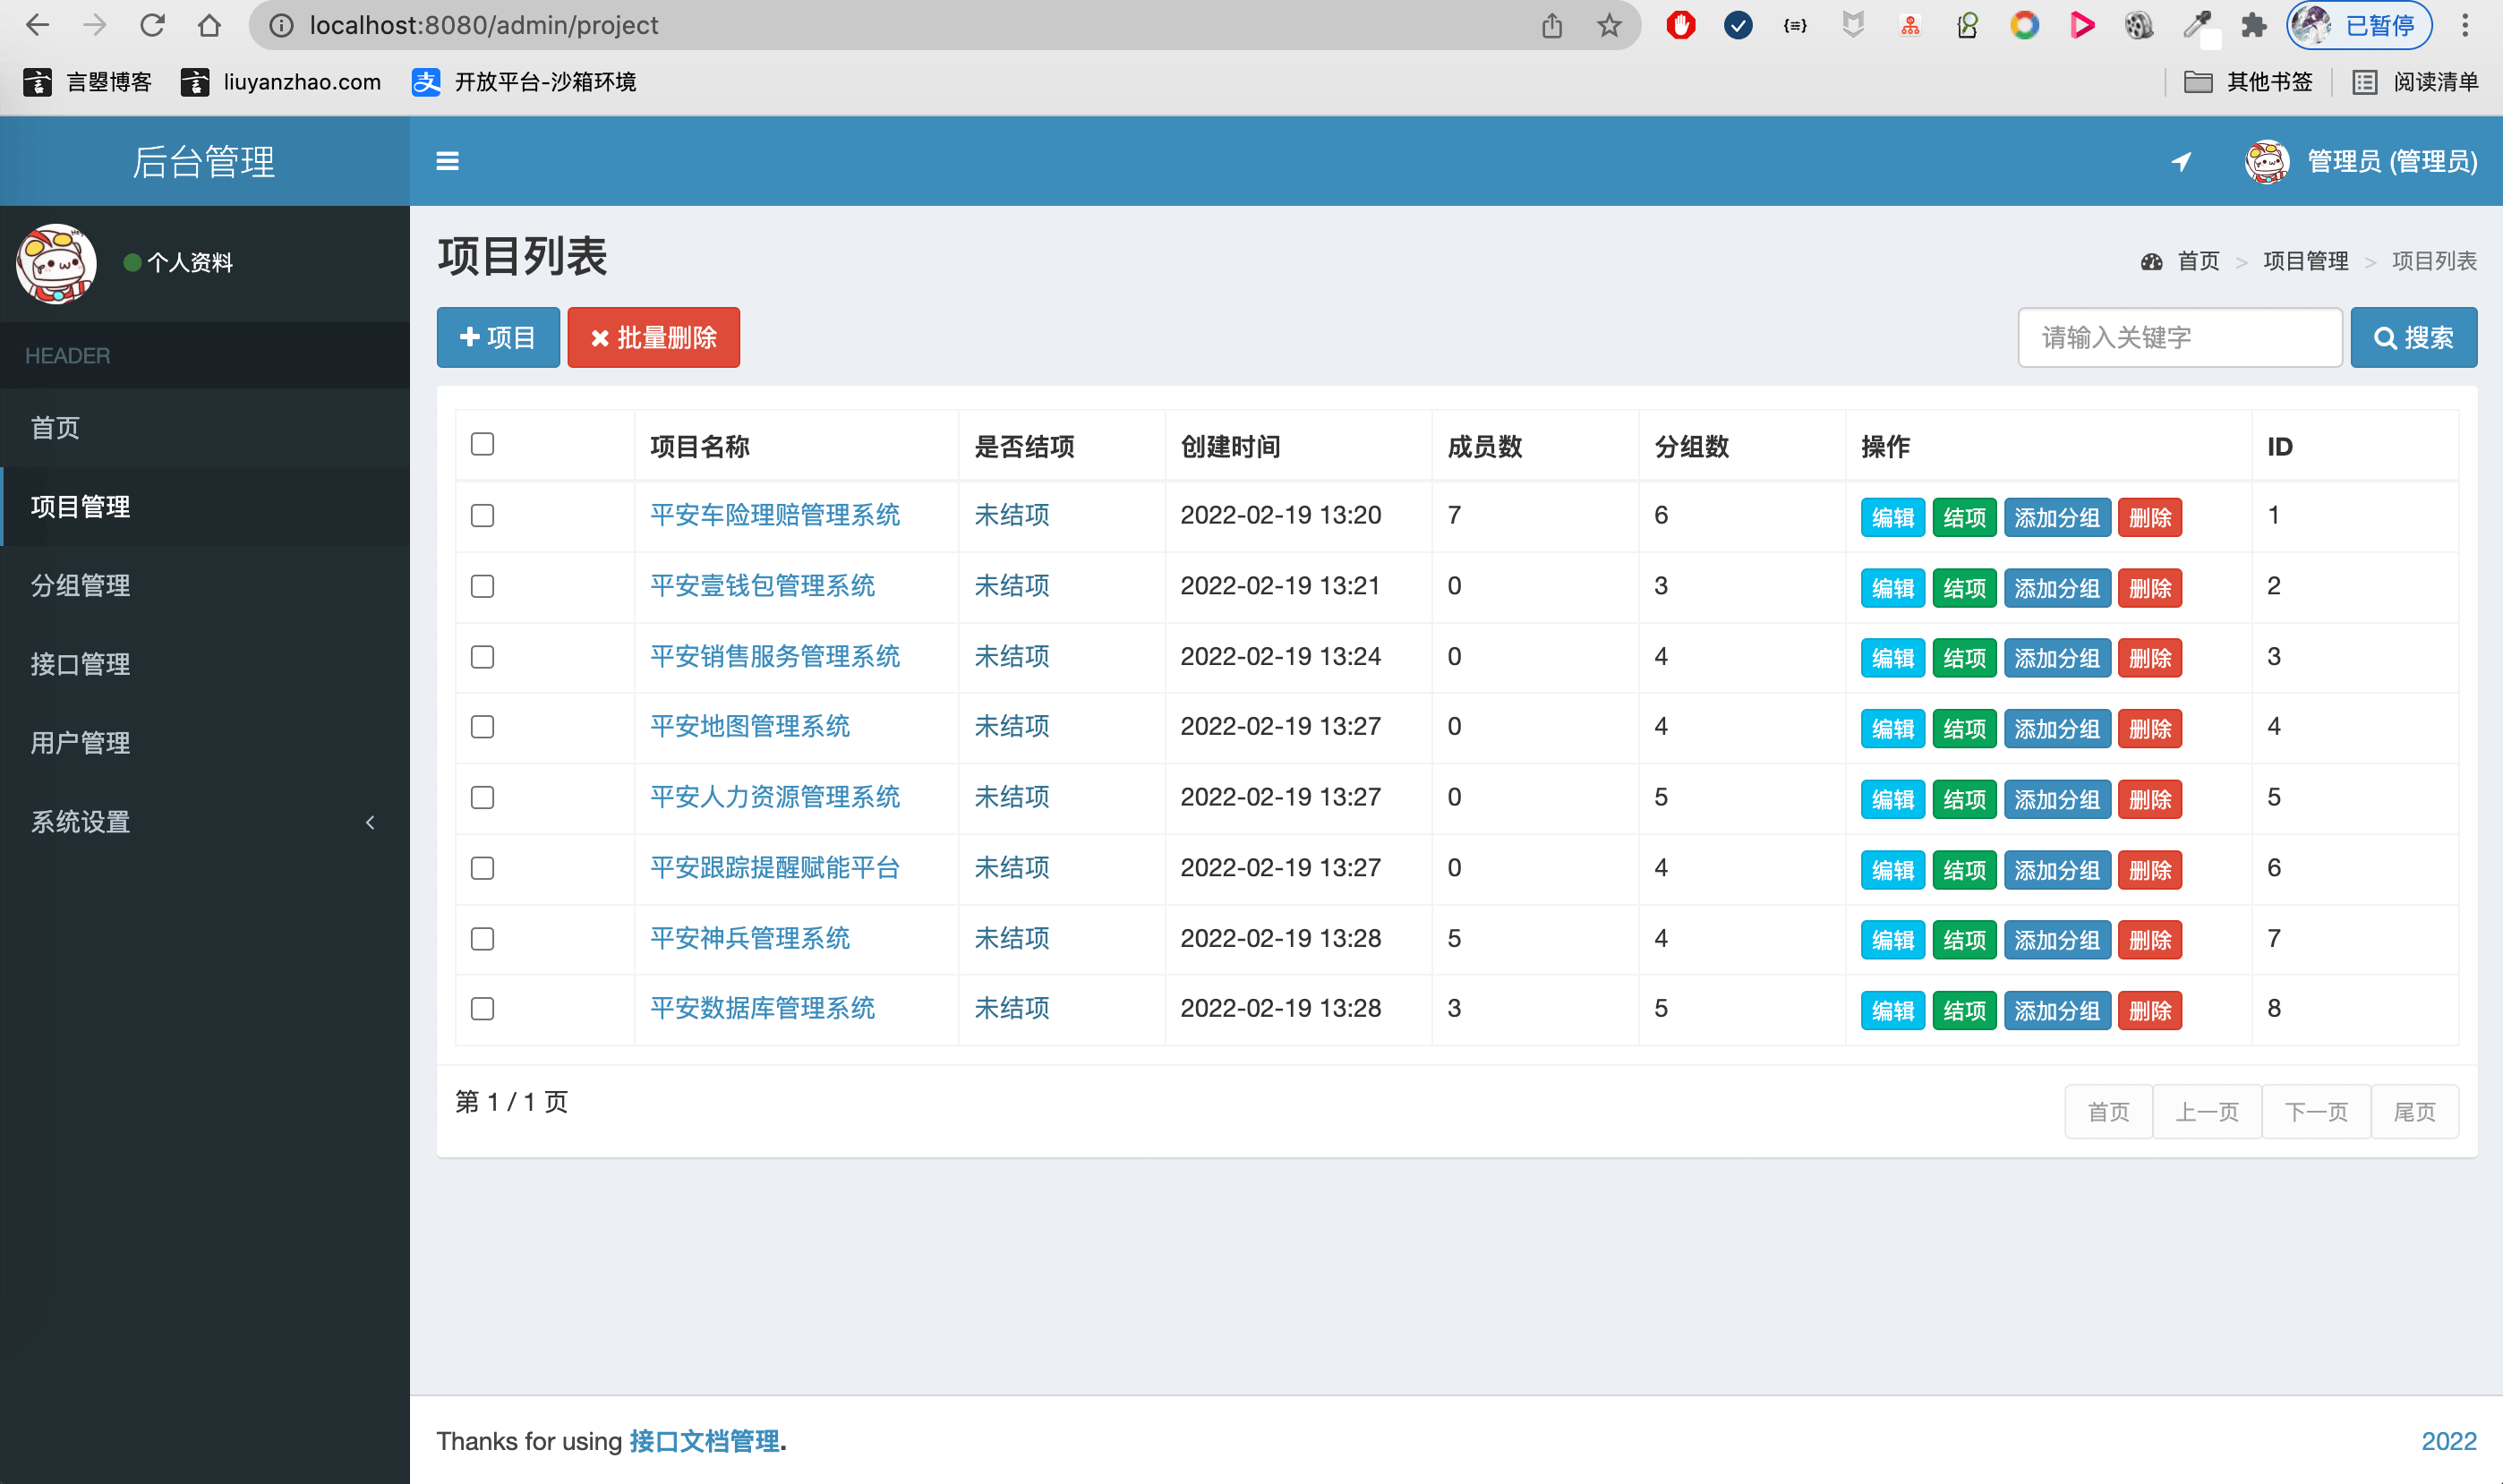 localhost:8080/admin/project
已暂停
言曌博客 liuyanzhao.com 开放平台-沙箱环境 其他书签 阅读清单
后台管理 管理员 (管理员)
个人资料
HEADER
首页
项目管理
分组管理
接口管理
用户管理
系统设置
项目列表
首页 > 项目管理 > 项目列表
项目 批量删除 请输入关键字 搜索
项目名称 是否结项 创建时间 成员数 分组数 操作 ID
平安车险理赔管理系统 未结项 2022-02-19 13:20 7 6 编辑 结项 添加分组 删除 1
平安壹钱包管理系统 未结项 2022-02-19 13:21 0 3 编辑 结项 添加分组 删除 2
平安销售服务管理系统 未结项 2022-02-19 13:24 0 4 编辑 结项 添加分组 删除 3
平安地图管理系统 未结项 2022-02-19 13:27 0 4 编辑 结项 添加分组 删除 4
平安人力资源管理系统 未结项 2022-02-19 13:27 0 5 编辑 结项 添加分组 删除 5
平安跟踪提醒赋能平台 未结项 2022-02-19 13:27 0 4 编辑 结项 添加分组 删除 6
平安神兵管理系统 未结项 2022-02-19 13:28 5 4 编辑 结项 添加分组 删除 7
平安数据库管理系统 未结项 2022-02-19 13:28 3 5 编辑 结项 添加分组 删除 8
第 1 / 1 页 首页 上一页 下一页 尾页
Thanks for using 接口文档管理. 2022